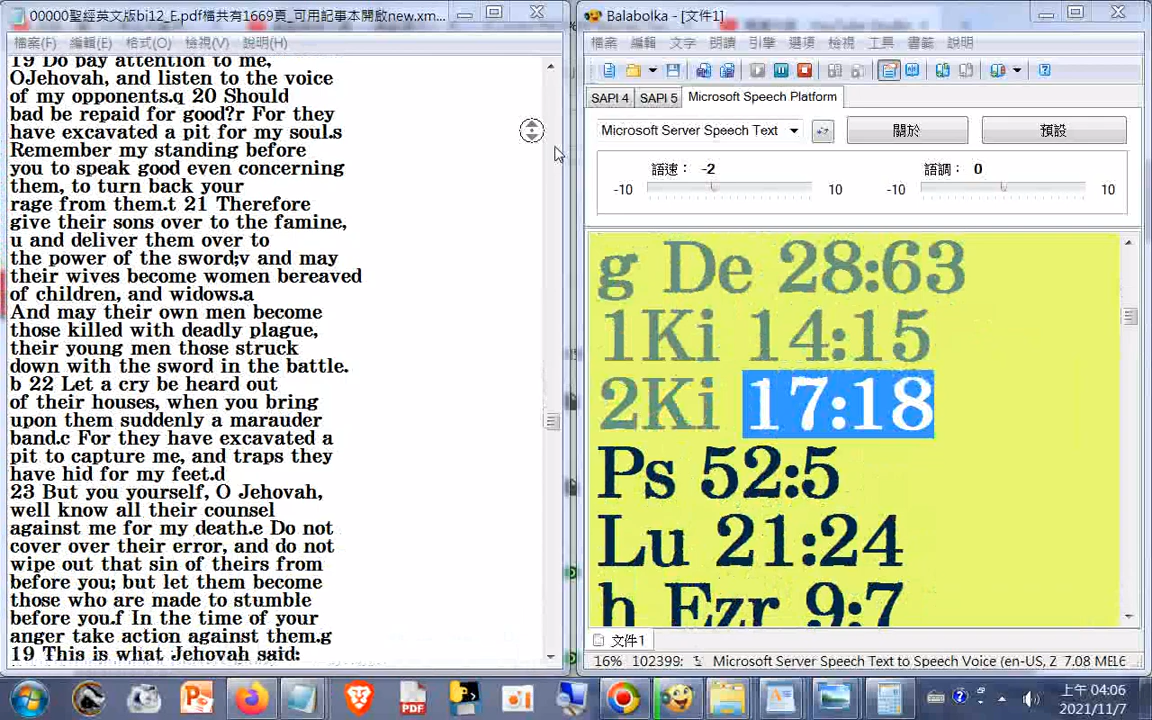 00000聖經英文版bi12_E.pdf檔共有1669頁_可用記事本開啟new.xm...
檔案(F) 編輯(E) 格式(O) 檢視(V) 說明(H)
19 Do pay attention to me,
OJehovah, and listen to the voice
of my opponents.q 20 Should
bad be repaid for good?r For they
have excavated a pit for my soul.s
Remember my standing before
you to speak good even concerning
them, to turn back your
rage from them.t 21 Therefore
give their sons over to the famine,
u and deliver them over to
the power of the sword;v and may
their wives become women bereaved
of children, and widows.a
And may their own men become
those killed with deadly plague,
their young men those struck
down with the sword in the battle.
b 22 Let a cry be heard out
of their houses, when you bring
upon them suddenly a marauder
band.c For they have excavated a
pit to capture me, and traps they
have hid for my feet.d
23 But you yourself, O Jehovah,
well know all their counsel
against me for my death.e Do not
cover over their error, and do not
wipe out that sin of theirs from
before you; but let them become
those who are made to stumble
before you.f In the time of your
anger take action against them.g
19 This is what Jehovah said:
Balabolka - [文件1]
檔案 編輯 文字 朗讀 引擎 選項 檢視 工具 書籤 說明
SAPI 4 SAPI 5 Microsoft Speech Platform
Microsoft Server Speech Text 關於 預設
語速： -2 語調： 0
-10 10 -10 10
g De 28:63
1Ki 14:15
2Ki 17:18
Ps 52:5
Lu 21:24
h Ezr 9:7
文件1
16% 102399: Microsoft Server Speech Text to Speech Voice (en-US, Z 7.08 MEL6
上午 04:06
2021/11/7